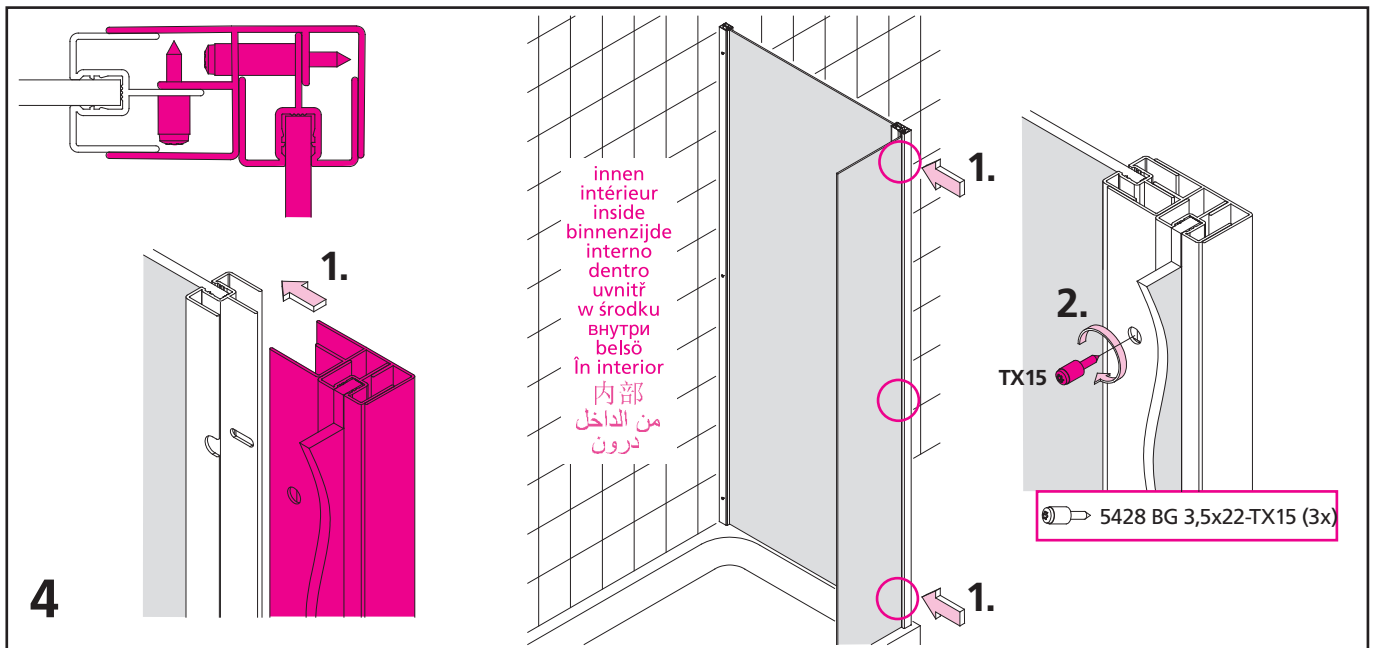 1.
innen
intérieur
inside
binnenzijde
interno
dentro
uvnitř
w środku
внутри
belsö
În interior
内部
من الداخل
درون
1.
1.
2.
TX15
5428 BG 3,5x22-TX15 (3x)
4